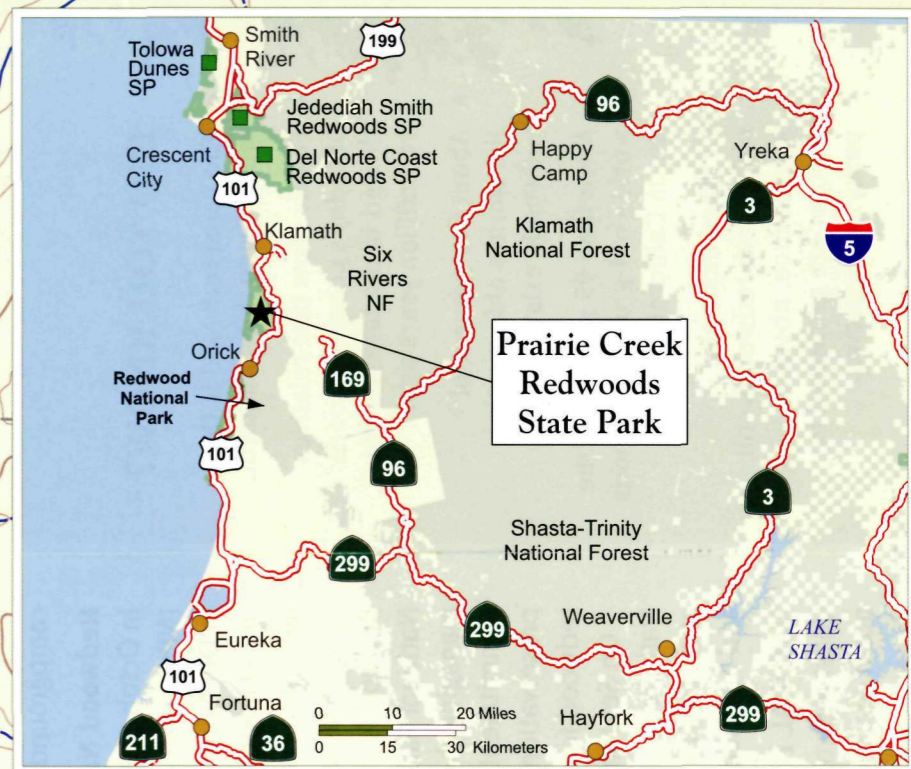 199
Smith
River
Tolowa
Dunes
SP
Jedediah Smith
Redwoods SP
96
Happy
Camp
Yreka
Crescent
City
Del Norte Coast
Redwoods SP
101
3
Klamath
Klamath
National Forest
5
Six
Rivers
NF
Prairie Creek
Redwoods
State Park
Orick
Redwood
National
Park
169
101
96
3
Shasta-Trinity
National Forest
299
299
Weaverville
LAKE
SHASTA
Eureka
101
Fortuna
0 10 20 Miles
0 15 30 Kilometers
Hayfork
299
211
36